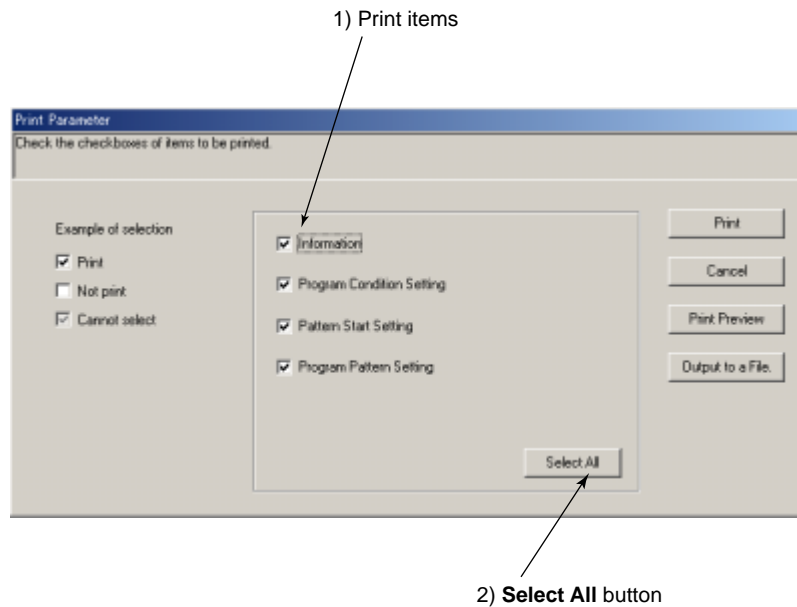 1) Print items
Print Parameter
Check the checkboxes of items to be printed.
Example of selection
Print
Not print
Cannot select
Information
Program Condition Setting
Pattern Start Setting
Program Pattern Setting
Select All
Print
Cancel
Print Preview
Output to a File.
2) Select All button